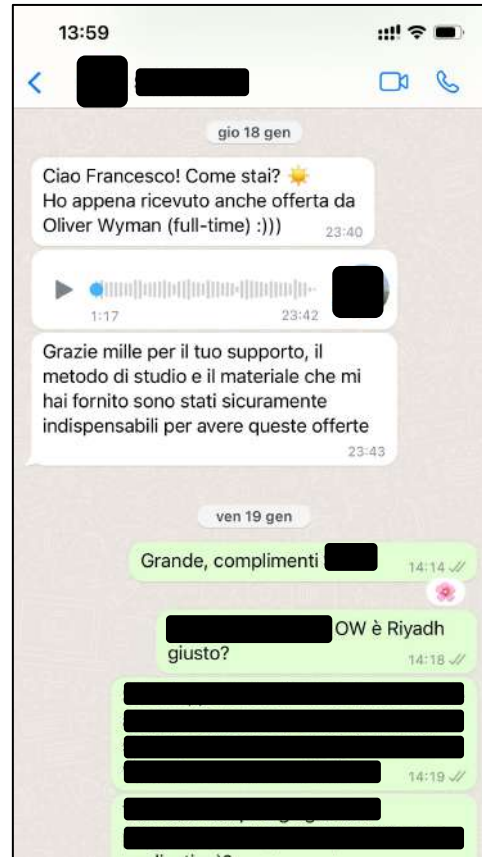 13:59
gio 18 gen
Ciao Francesco! Come stai? ☀️
Ho appena ricevuto anche offerta da
Oliver Wyman (full-time) :)))
23:40
1:17
23:42
Grazie mille per il tuo supporto, il
metodo di studio e il materiale che mi
hai fornito sono stati sicuramente
indispensabili per avere queste offerte
23:43
ven 19 gen
Grande, complimenti
14:14
🌸
OW è Riyadh
giusto?
14:18
14:19